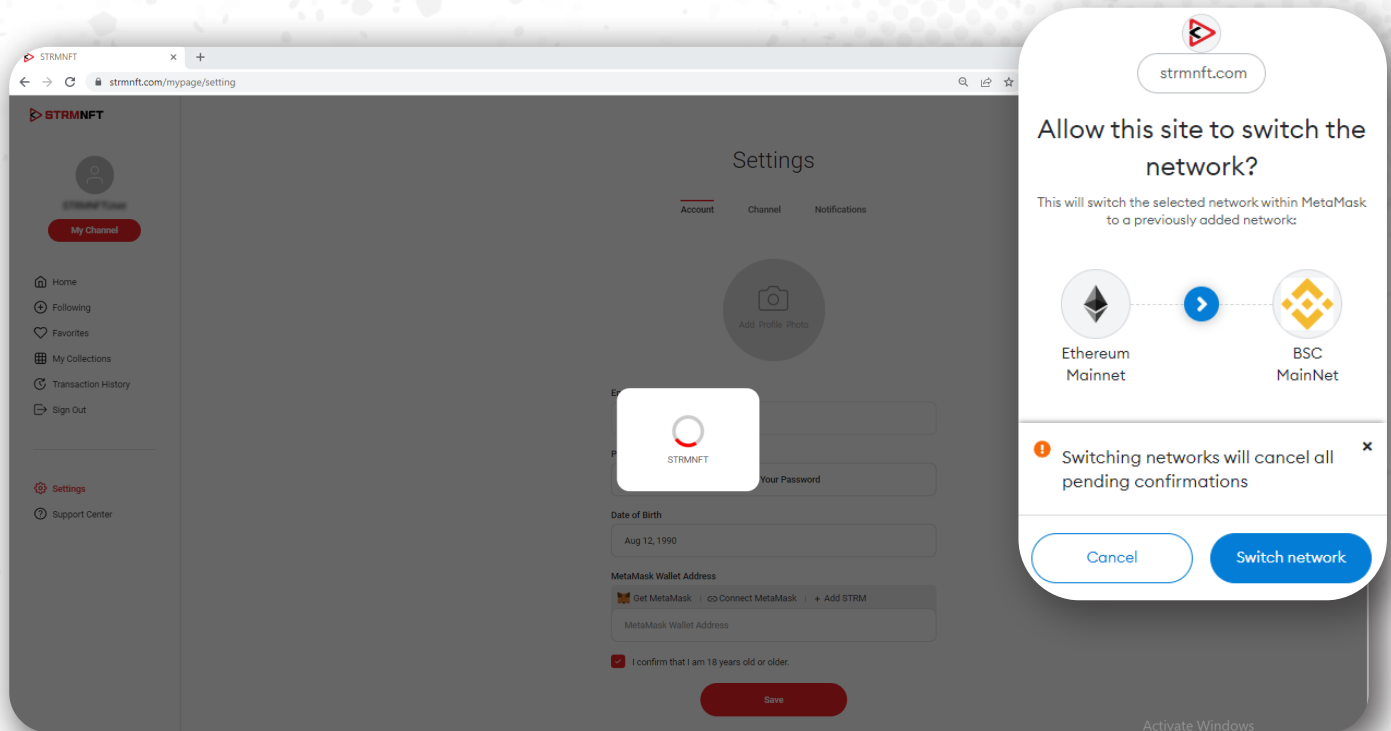 STRMNFT
strmnft.com/mypage/setting
STRMNFT
My Channel
Home
Following
Favorites
My Collections
Transaction History
Sign Out
Settings
Support Center
Settings
Account Channel Notifications
Add Profile Photo
STRMNFT
Your Password
Date of Birth
Aug 12, 1990
MetaMask Wallet Address
Get MetaMask Connect MetaMask + Add STRM
MetaMask Wallet Address
I confirm that I am 18 years old or older.
Save
Activate Windows
strmnft.com
Allow this site to switch the
network?
This will switch the selected network within MetaMask
to a previously added network:
Ethereum
Mainnet
BSC
MainNet
Switching networks will cancel all
pending confirmations
Cancel
Switch network